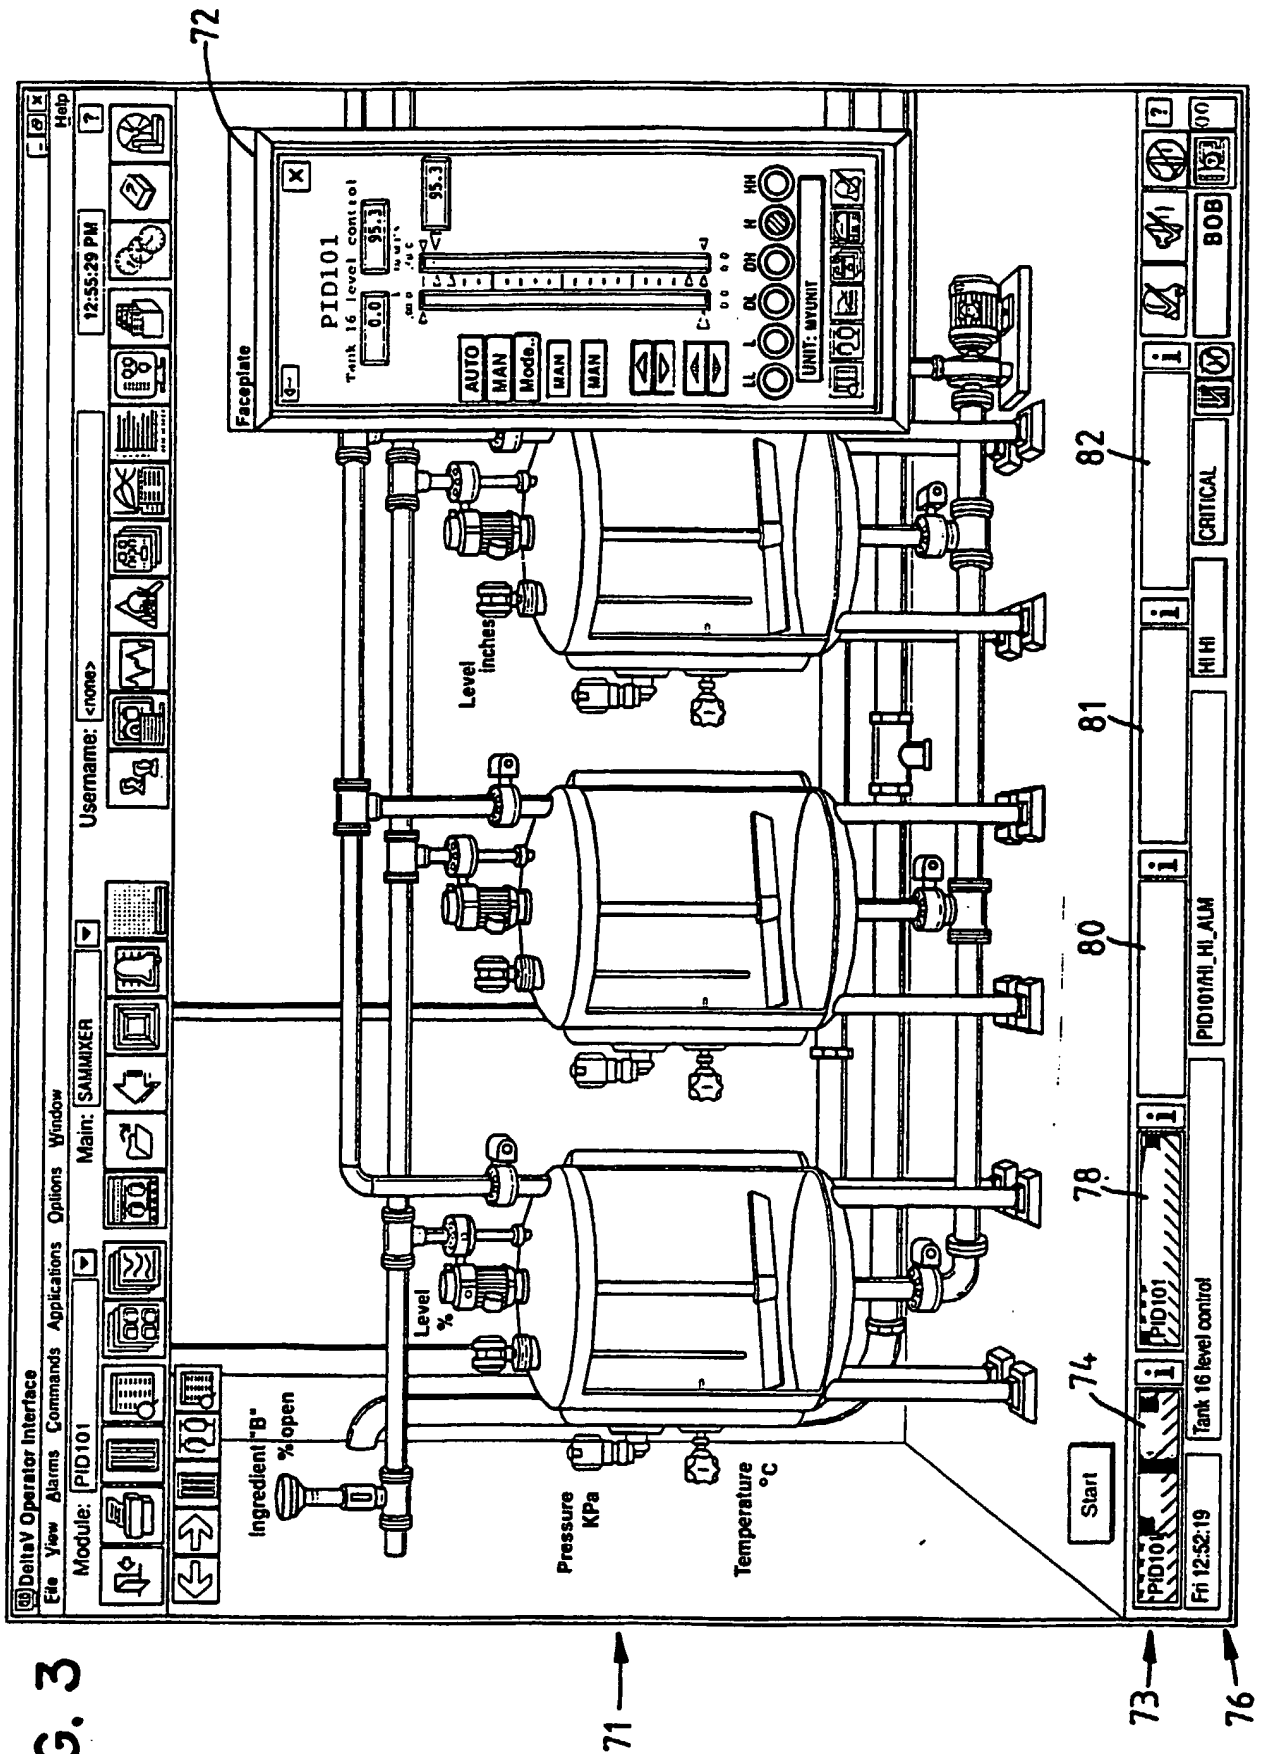 G. 3
DeltaV Operator Interface
File View Alarms Commands Applications Options Window Help
Module: PID101 Main: SAMMIXER Username: <none> 12:55:29 PM ?
72
71
Ingredient "B"
% open
Level
%
Level
inches
Pressure
KPa
Temperature
°C
Faceplate
X
PID101
Tank 16 level control
0.0 95.3
95.3
AUTO
MAN
Mode..
MAN
MAN
0.0 0.0
LL L DL DH H HH
UNIT: MYUNIT
Start
74 78 80 81 82
73
PID101 i PID101 i i i i ?
76
Fri 12:52:19 Tank 16 level control PID101/HI_HI_ALM HI HI CRITICAL BOB